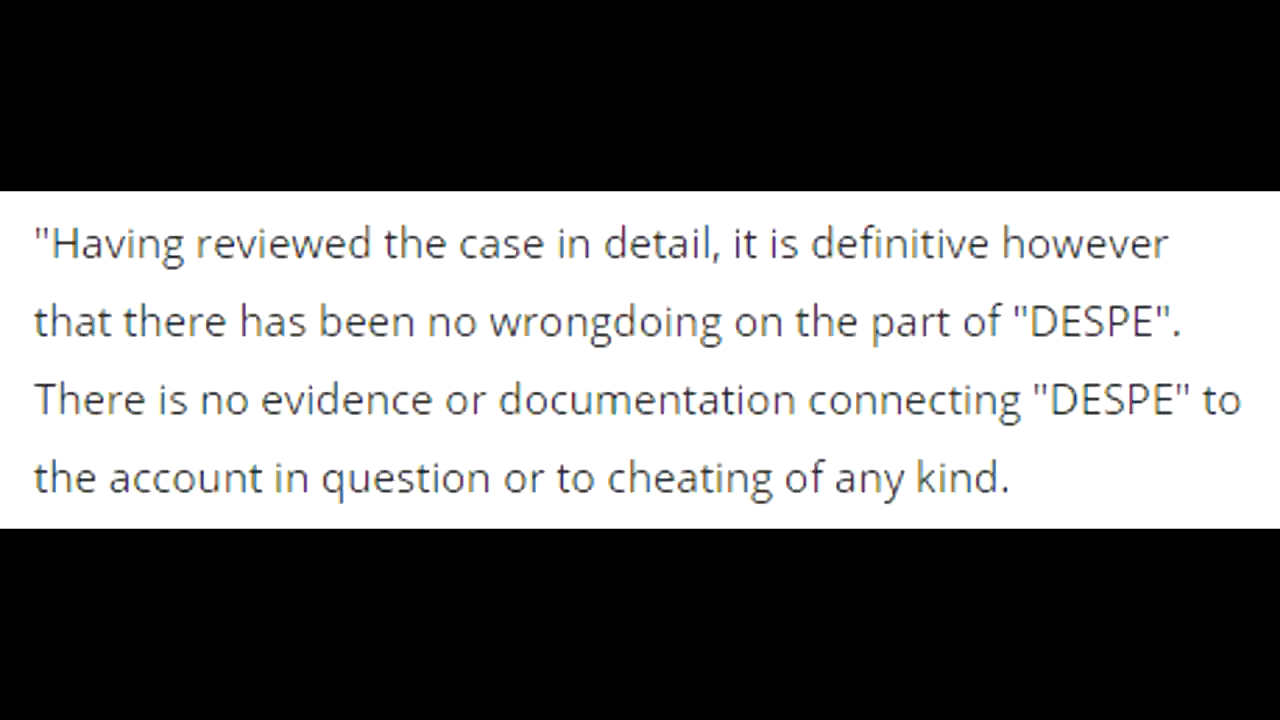 "Having reviewed the case in detail, it is definitive however
that there has been no wrongdoing on the part of "DESPE".
There is no evidence or documentation connecting "DESPE" to
the account in question or to cheating of any kind.